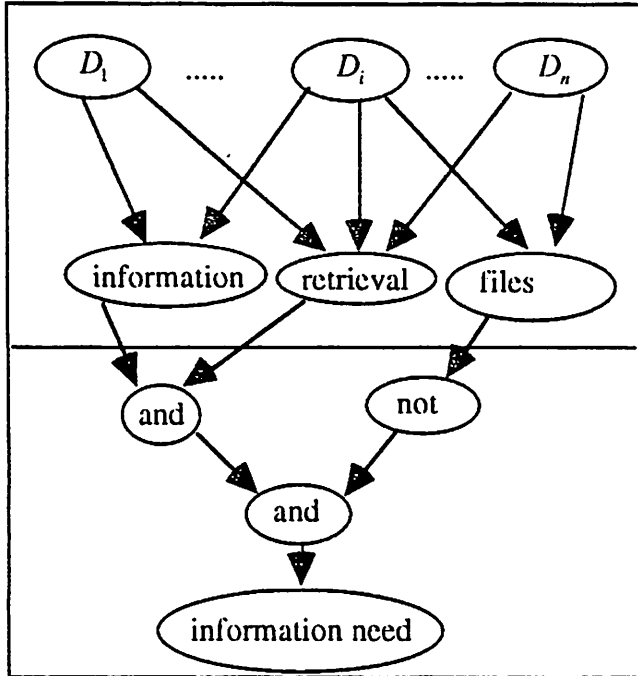 D₁ ..... Dᵢ ..... Dₙ
information retrieval files
and not
and
information need